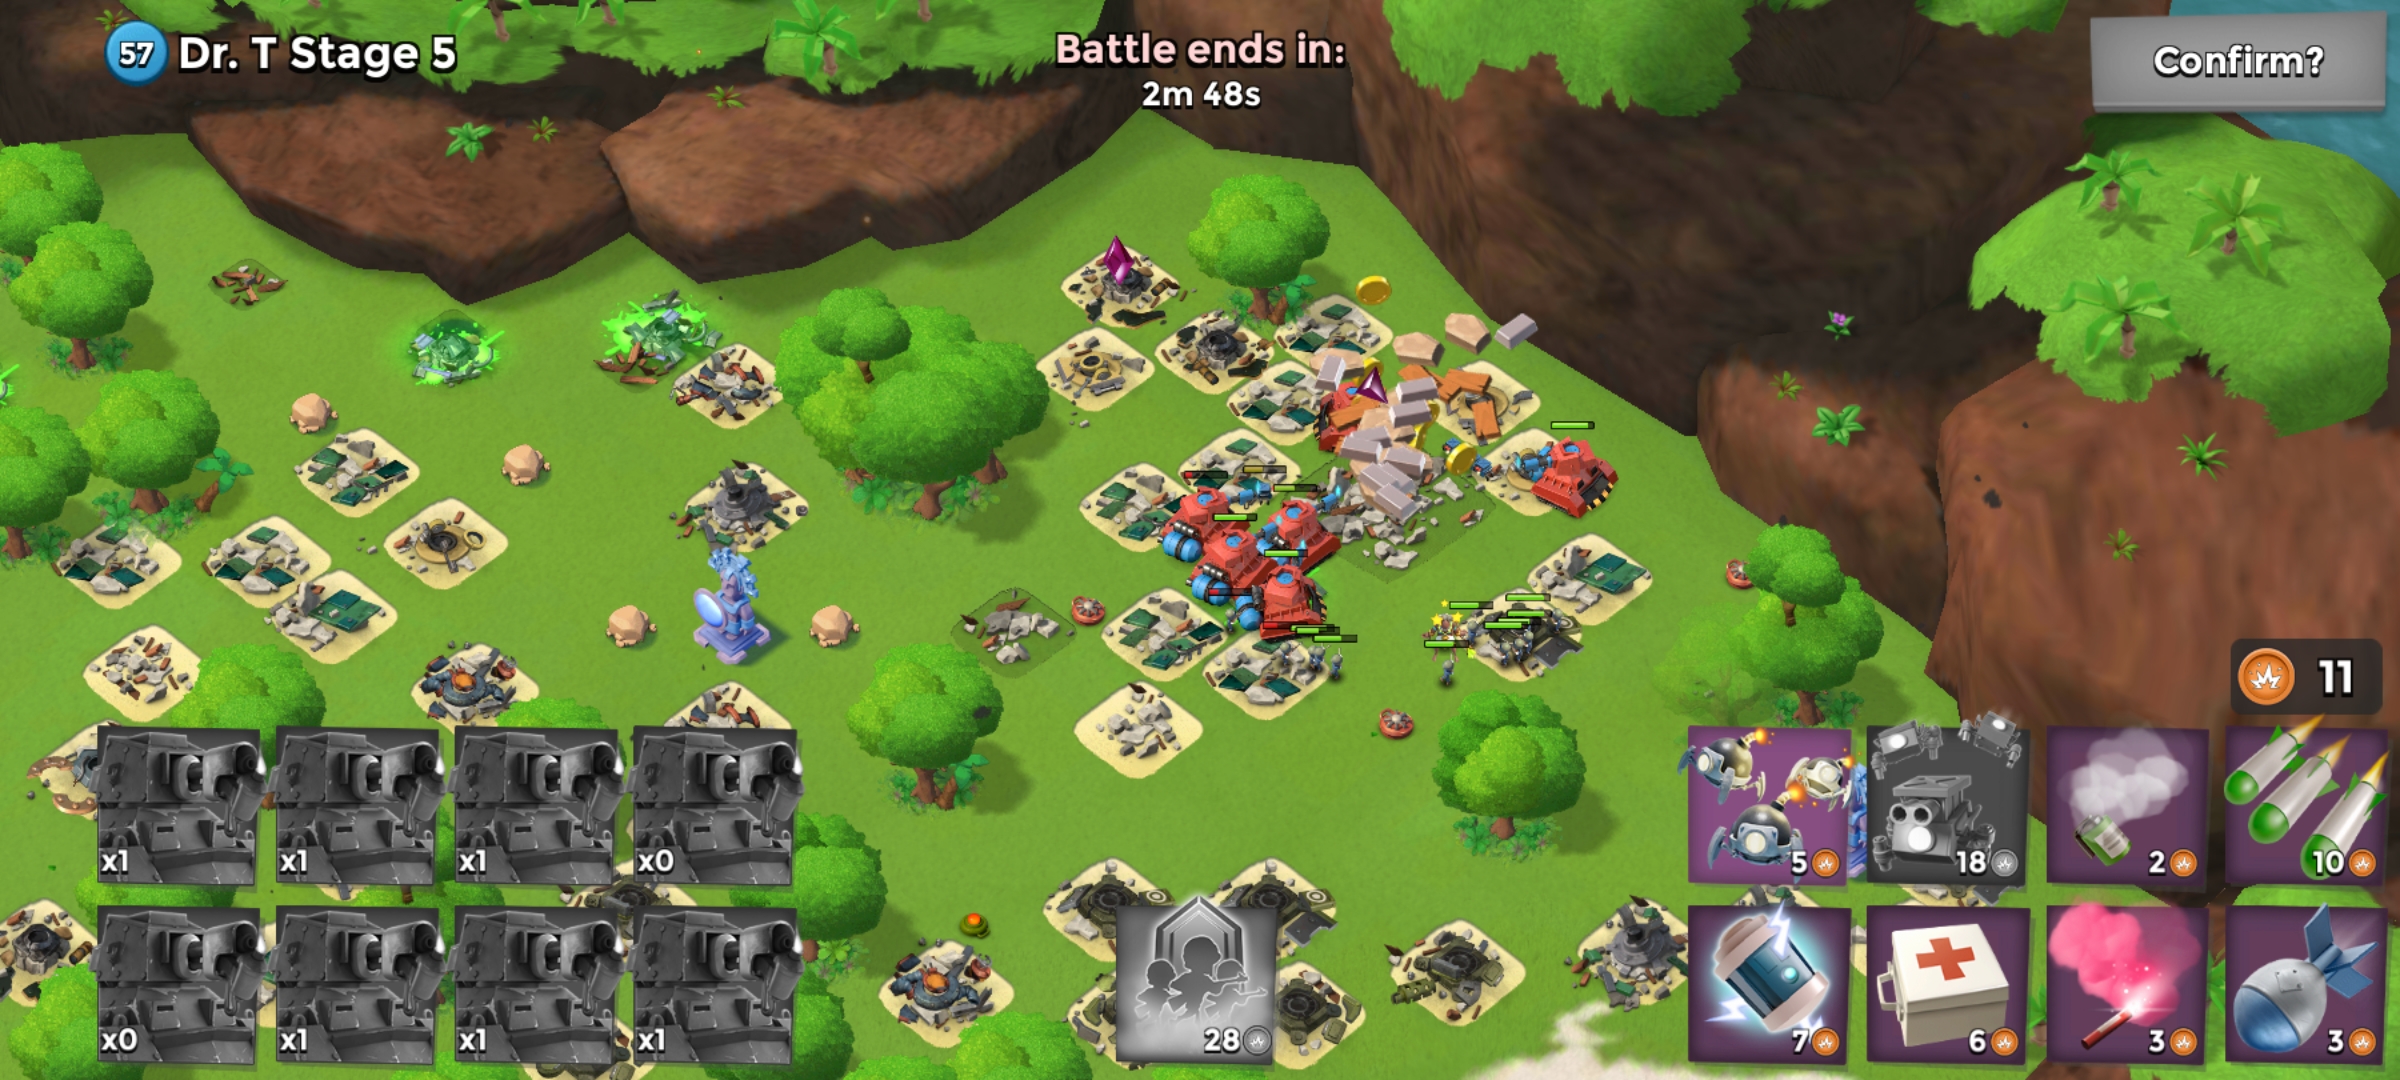 57 Dr. T Stage 5
Battle ends in:
2m 48s
Confirm?
11
x1
x1
x1
x0
5
18
2
10
x0
x1
x1
x1
28
7
6
3
3